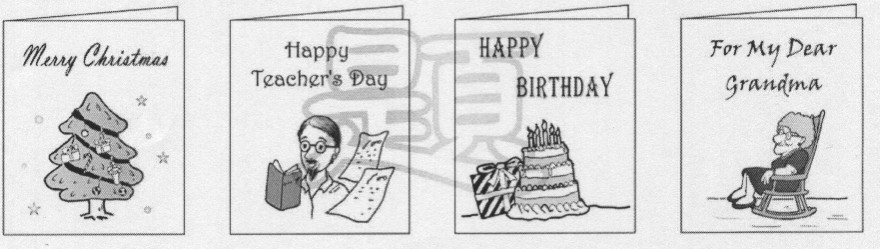 Merry Christmas
Happy
Teacher's Day
HAPPY
BIRTHDAY
For My Dear
Grandma